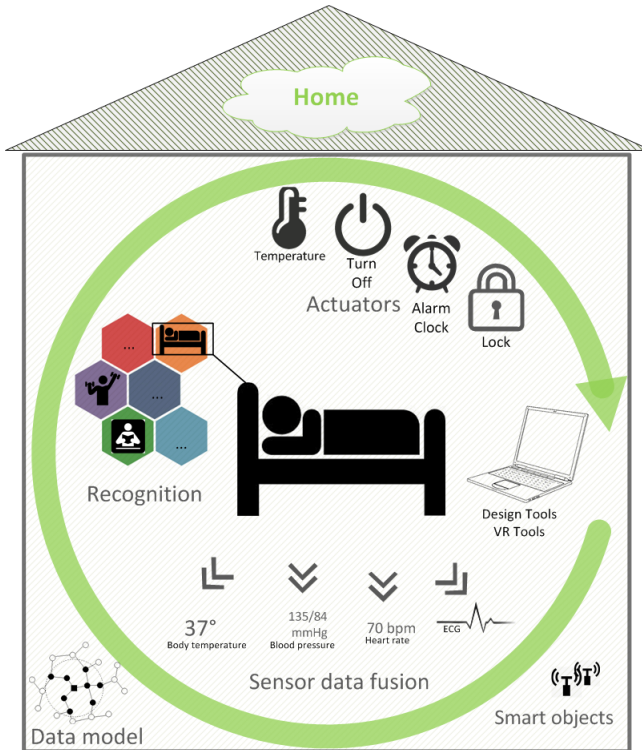 Home
Temperature
Turn
Off
Actuators
Alarm
Clock
Lock
...
...
...
Recognition
Design Tools
VR Tools
37°
Body temperature
135/84
mmHg
Blood pressure
70 bpm
Heart rate
ECG
Sensor data fusion
Data model
Smart objects